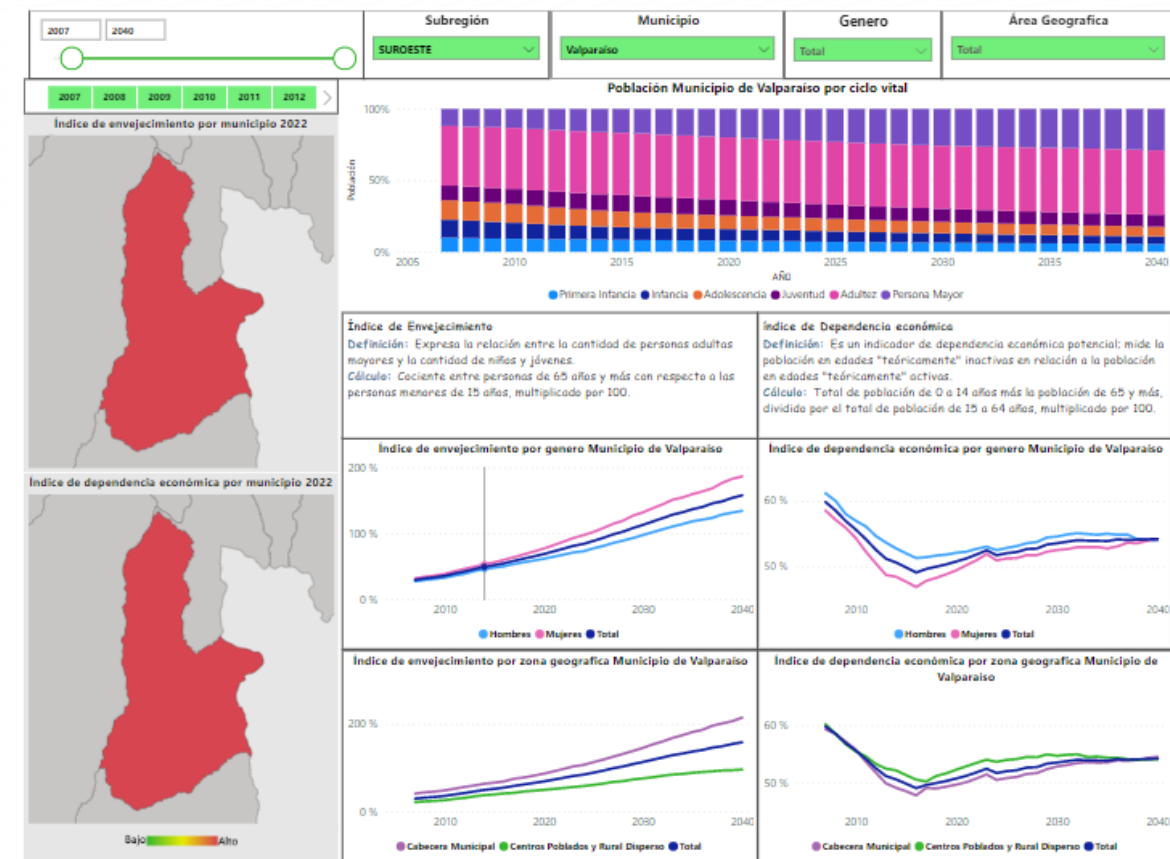 2007
2040
Subregión
SUROESTE
Municipio
Valparaíso
Genero
Total
Área Geografica
Total
2007 2008 2009 2010 2011 2012
Índice de envejecimiento por municipio 2022
Índice de dependencia económica por municipio 2022
Bajo
Alto
Población Municipio de Valparaíso por ciclo vital
Población
100%
50%
0%
2005 2010 2015 2020 2025 2030 2035 2040
AÑO
Primera Infancia Infancia Adolescencia Juventud Adultez Persona Mayor
Índice de Envejecimiento
Definición: Expresa la relación entre la cantidad de personas adultas
mayores y la cantidad de niños y jóvenes.
Cálculo: Cociente entre personas de 65 años y más con respecto a las
personas menores de 15 años, multiplicado por 100.
índice de Dependencia económica
Definición: Es un indicador de dependencia económica potencial; mide la
población en edades "teóricamente" inactivas en relación a la población
en edades "teóricamente" activas.
Cálculo: Total de población de 0 a 14 años más la población de 65 y más,
dividido por el total de población de 15 a 64 años, multiplicado por 100.
Índice de envejecimiento por genero Municipio de Valparaíso
200 %
100 %
0 %
2010 2020 2030 2040
Hombres Mujeres Total
Índice de dependencia económica por genero Municipio de Valparaíso
60 %
50 %
2010 2020 2030 2040
Hombres Mujeres Total
Índice de envejecimiento por zona geografica Municipio de Valparaíso
200 %
0 %
2010 2020 2030 2040
Cabecera Municipal Centros Poblados y Rural Disperso Total
Índice de dependencia económica por zona geografica Municipio de
Valparaíso
60 %
50 %
2010 2020 2030 2040
Cabecera Municipal Centros Poblados y Rural Disperso Total